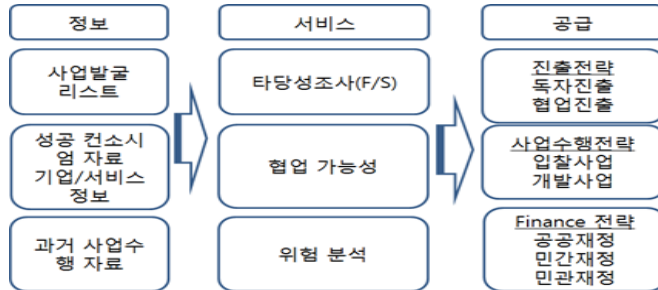 정보
서비스
공급
사업발굴
리스트
타당성조사(F/S)
진출전략
독자진출
협업진출
성공 컨소시
엄 자료
기업/서비스
정보
협업 가능성
사업수행전략
입찰사업
개발사업
과거 사업수
행 자료
위험 분석
Finance 전략
공공재정
민간재정
민관재정